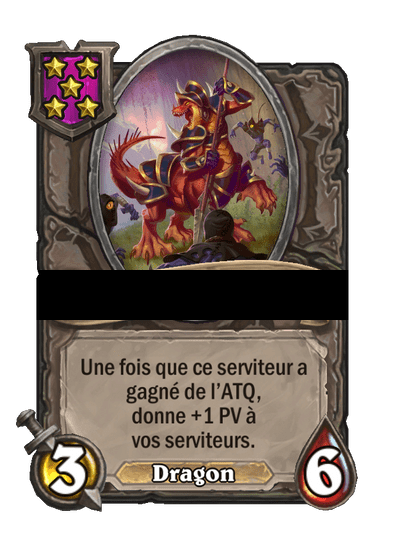 Une fois que ce serviteur a
gagné de l'ATQ,
donne +1 PV à
vos serviteurs.
3
Dragon
6